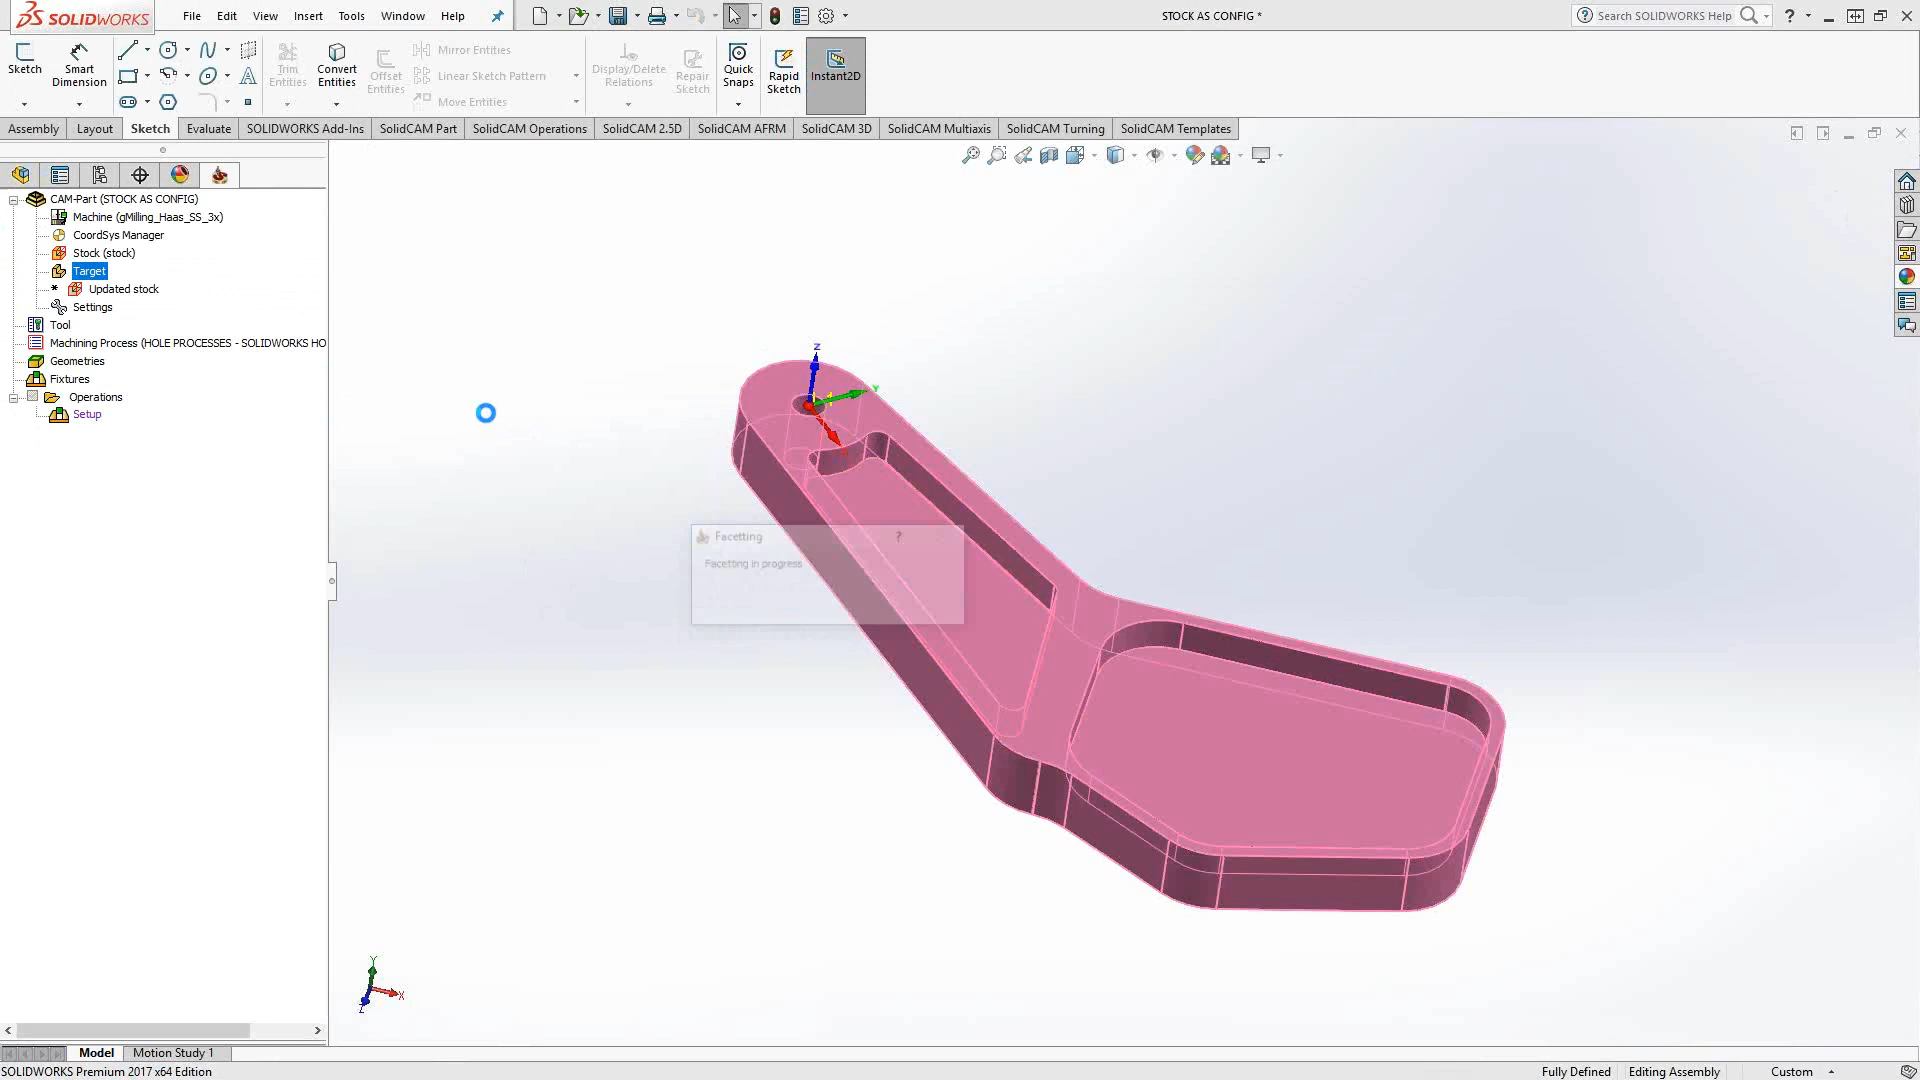 SOLIDWORKS
File Edit View Insert Tools Window Help
STOCK AS CONFIG *
Search SOLIDWORKS Help
Sketch
Smart Dimension
Trim Entities
Convert Entities
Offset Entities
Mirror Entities
Linear Sketch Pattern
Move Entities
Display/Delete Relations
Repair Sketch
Quick Snaps
Rapid Sketch
Instant2D
Assembly Layout Sketch Evaluate SOLIDWORKS Add-Ins SolidCAM Part SolidCAM Operations SolidCAM 2.5D SolidCAM AFRM SolidCAM 3D SolidCAM Multiaxis SolidCAM Turning SolidCAM Templates
CAM-Part (STOCK AS CONFIG)
Machine (gMilling_Haas_SS_3x)
CoordSys Manager
Stock (stock)
Target
* Updated stock
Settings
Tool
Machining Process (HOLE PROCESSES - SOLIDWORKS HO
Geometries
Fixtures
Operations
Setup
Z
Y
Facetting ?
Facetting in progress
Y
X
Z
Model Motion Study 1
SOLIDWORKS Premium 2017 x64 Edition
Fully Defined Editing Assembly Custom